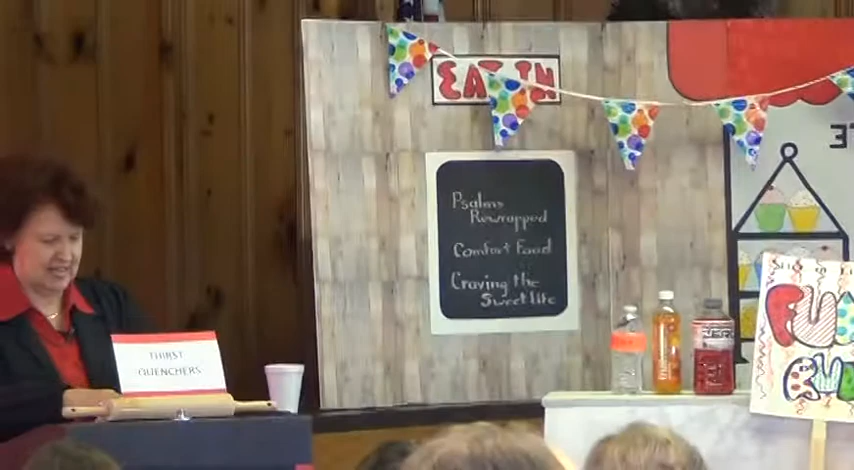 EAT IN
Psalms
Rewrapped
Comfort Food
Craving the
Sweet life
THIRST
QUENCHERS